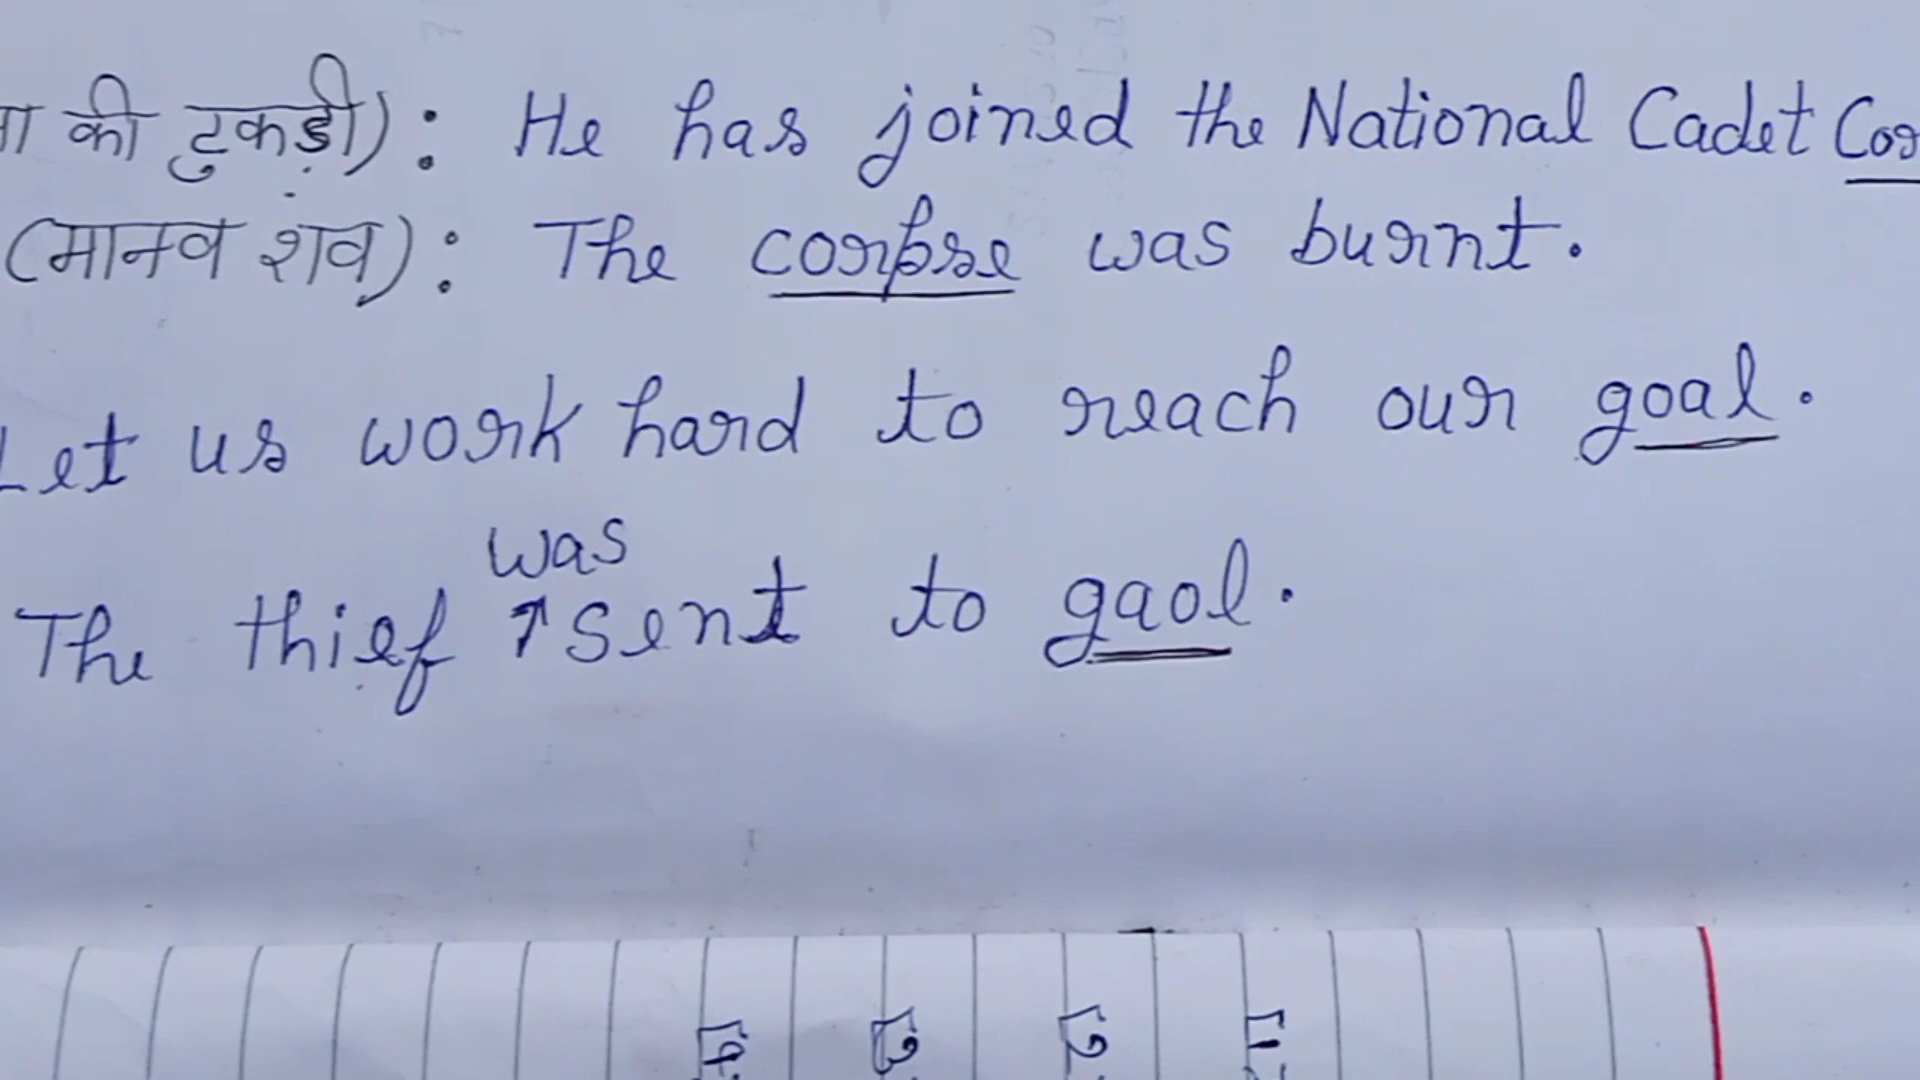 की टुकड़ी): He has joined the National Cadet
(मानव शव): The corpse was burnt.
Let us work hard to reach our goal.
was
The thief ↑ sent to gaol.